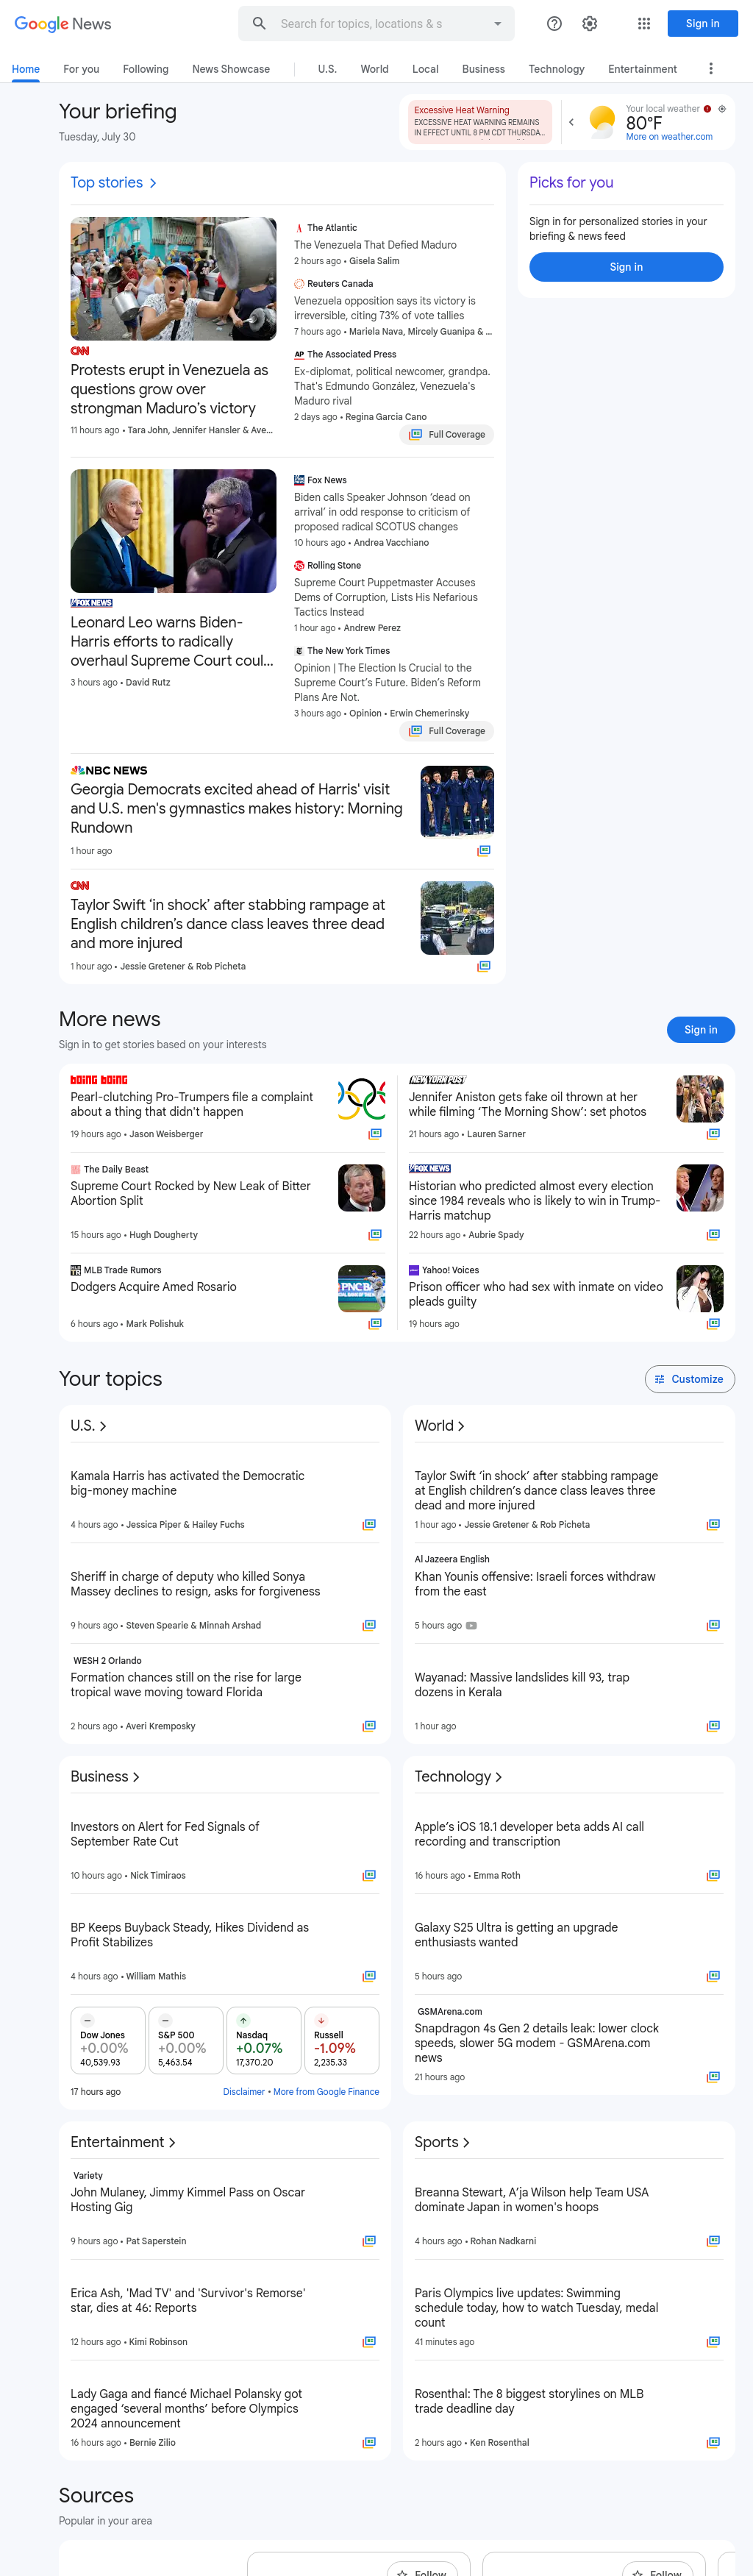 Google News
Search for topics, locations & s
Sign in
Home
For you
Following
News Showcase
U.S.
World
Local
Business
Technology
Entertainment
Your briefing
Tuesday, July 30
Excessive Heat Warning
EXCESSIVE HEAT WARNING REMAINS
IN EFFECT UNTIL 8 PM CDT THURSDA...
Your local weather
80°F
More on weather.com
Top stories
CNN
Protests erupt in Venezuela as
questions grow over
strongman Maduro's victory
11 hours ago • Tara John, Jennifer Hansler & Ave...
The Atlantic
The Venezuela That Defied Maduro
2 hours ago • Gisela Salim
Reuters Canada
Venezuela opposition says its victory is
irreversible, citing 73% of vote tallies
7 hours ago • Mariela Nava, Mircely Guanipa & ...
AP The Associated Press
Ex-diplomat, political newcomer, grandpa.
That's Edmundo González, Venezuela's
Maduro rival
2 days ago • Regina Garcia Cano
Full Coverage
Picks for you
Sign in for personalized stories in your
briefing & news feed
Sign in
FOX NEWS
Leonard Leo warns Biden-
Harris efforts to radically
overhaul Supreme Court coul...
3 hours ago • David Rutz
Fox News
Biden calls Speaker Johnson 'dead on
arrival' in odd response to criticism of
proposed radical SCOTUS changes
10 hours ago • Andrea Vacchiano
Rolling Stone
Supreme Court Puppetmaster Accuses
Dems of Corruption, Lists His Nefarious
Tactics Instead
1 hour ago • Andrew Perez
The New York Times
Opinion | The Election Is Crucial to the
Supreme Court's Future. Biden's Reform
Plans Are Not.
3 hours ago • Opinion • Erwin Chemerinsky
Full Coverage
NBC NEWS
Georgia Democrats excited ahead of Harris' visit
and U.S. men's gymnastics makes history: Morning
Rundown
1 hour ago
CNN
Taylor Swift 'in shock' after stabbing rampage at
English children's dance class leaves three dead
and more injured
1 hour ago • Jessie Gretener & Rob Picheta
More news
Sign in to get stories based on your interests
Sign in
boing boing
Pearl-clutching Pro-Trumpers file a complaint
about a thing that didn't happen
19 hours ago • Jason Weisberger
NEW YORK POST
Jennifer Aniston gets fake oil thrown at her
while filming 'The Morning Show': set photos
21 hours ago • Lauren Sarner
The Daily Beast
Supreme Court Rocked by New Leak of Bitter
Abortion Split
15 hours ago • Hugh Dougherty
FOX NEWS
Historian who predicted almost every election
since 1984 reveals who is likely to win in Trump-
Harris matchup
22 hours ago • Aubrie Spady
MLB Trade Rumors
Dodgers Acquire Amed Rosario
6 hours ago • Mark Polishuk
Yahoo! Voices
Prison officer who had sex with inmate on video
pleads guilty
19 hours ago
Your topics
Customize
U.S.
Kamala Harris has activated the Democratic
big-money machine
4 hours ago • Jessica Piper & Hailey Fuchs
Sheriff in charge of deputy who killed Sonya
Massey declines to resign, asks for forgiveness
9 hours ago • Steven Spearie & Minnah Arshad
WESH 2 Orlando
Formation chances still on the rise for large
tropical wave moving toward Florida
2 hours ago • Averi Kremposky
World
Taylor Swift 'in shock' after stabbing rampage
at English children's dance class leaves three
dead and more injured
1 hour ago • Jessie Gretener & Rob Picheta
Al Jazeera English
Khan Younis offensive: Israeli forces withdraw
from the east
5 hours ago
Wayanad: Massive landslides kill 93, trap
dozens in Kerala
1 hour ago
Business
Investors on Alert for Fed Signals of
September Rate Cut
10 hours ago • Nick Timiraos
BP Keeps Buyback Steady, Hikes Dividend as
Profit Stabilizes
4 hours ago • William Mathis
Dow Jones
+0.00%
40,539.93
S&P 500
+0.00%
5,463.54
Nasdaq
+0.07%
17,370.20
Russell
-1.09%
2,235.33
17 hours ago
Disclaimer • More from Google Finance
Technology
Apple's iOS 18.1 developer beta adds AI call
recording and transcription
16 hours ago • Emma Roth
Galaxy S25 Ultra is getting an upgrade
enthusiasts wanted
5 hours ago
GSMArena.com
Snapdragon 4s Gen 2 details leak: lower clock
speeds, slower 5G modem - GSMArena.com
news
21 hours ago
Entertainment
Variety
John Mulaney, Jimmy Kimmel Pass on Oscar
Hosting Gig
9 hours ago • Pat Saperstein
Erica Ash, 'Mad TV' and 'Survivor's Remorse'
star, dies at 46: Reports
12 hours ago • Kimi Robinson
Lady Gaga and fiancé Michael Polansky got
engaged 'several months' before Olympics
2024 announcement
16 hours ago • Bernie Zilio
Sports
Breanna Stewart, A'ja Wilson help Team USA
dominate Japan in women's hoops
4 hours ago • Rohan Nadkarni
Paris Olympics live updates: Swimming
schedule today, how to watch Tuesday, medal
count
41 minutes ago
Rosenthal: The 8 biggest storylines on MLB
trade deadline day
2 hours ago • Ken Rosenthal
Sources
Popular in your area
Follow
Follow